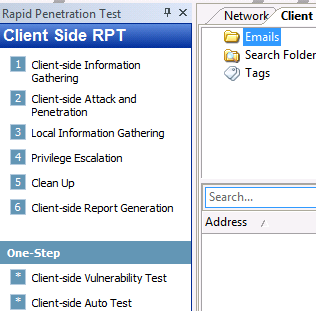 Rapid Penetration Test
Client Side RPT
1 Client-side Information
Gathering
2 Client-side Attack and
Penetration
3 Local Information Gathering
4 Privilege Escalation
5 Clean Up
6 Client-side Report Generation
One-Step
* Client-side Vulnerability Test
* Client-side Auto Test
Network Client
Emails
Search Folder
Tags
Search...
Address